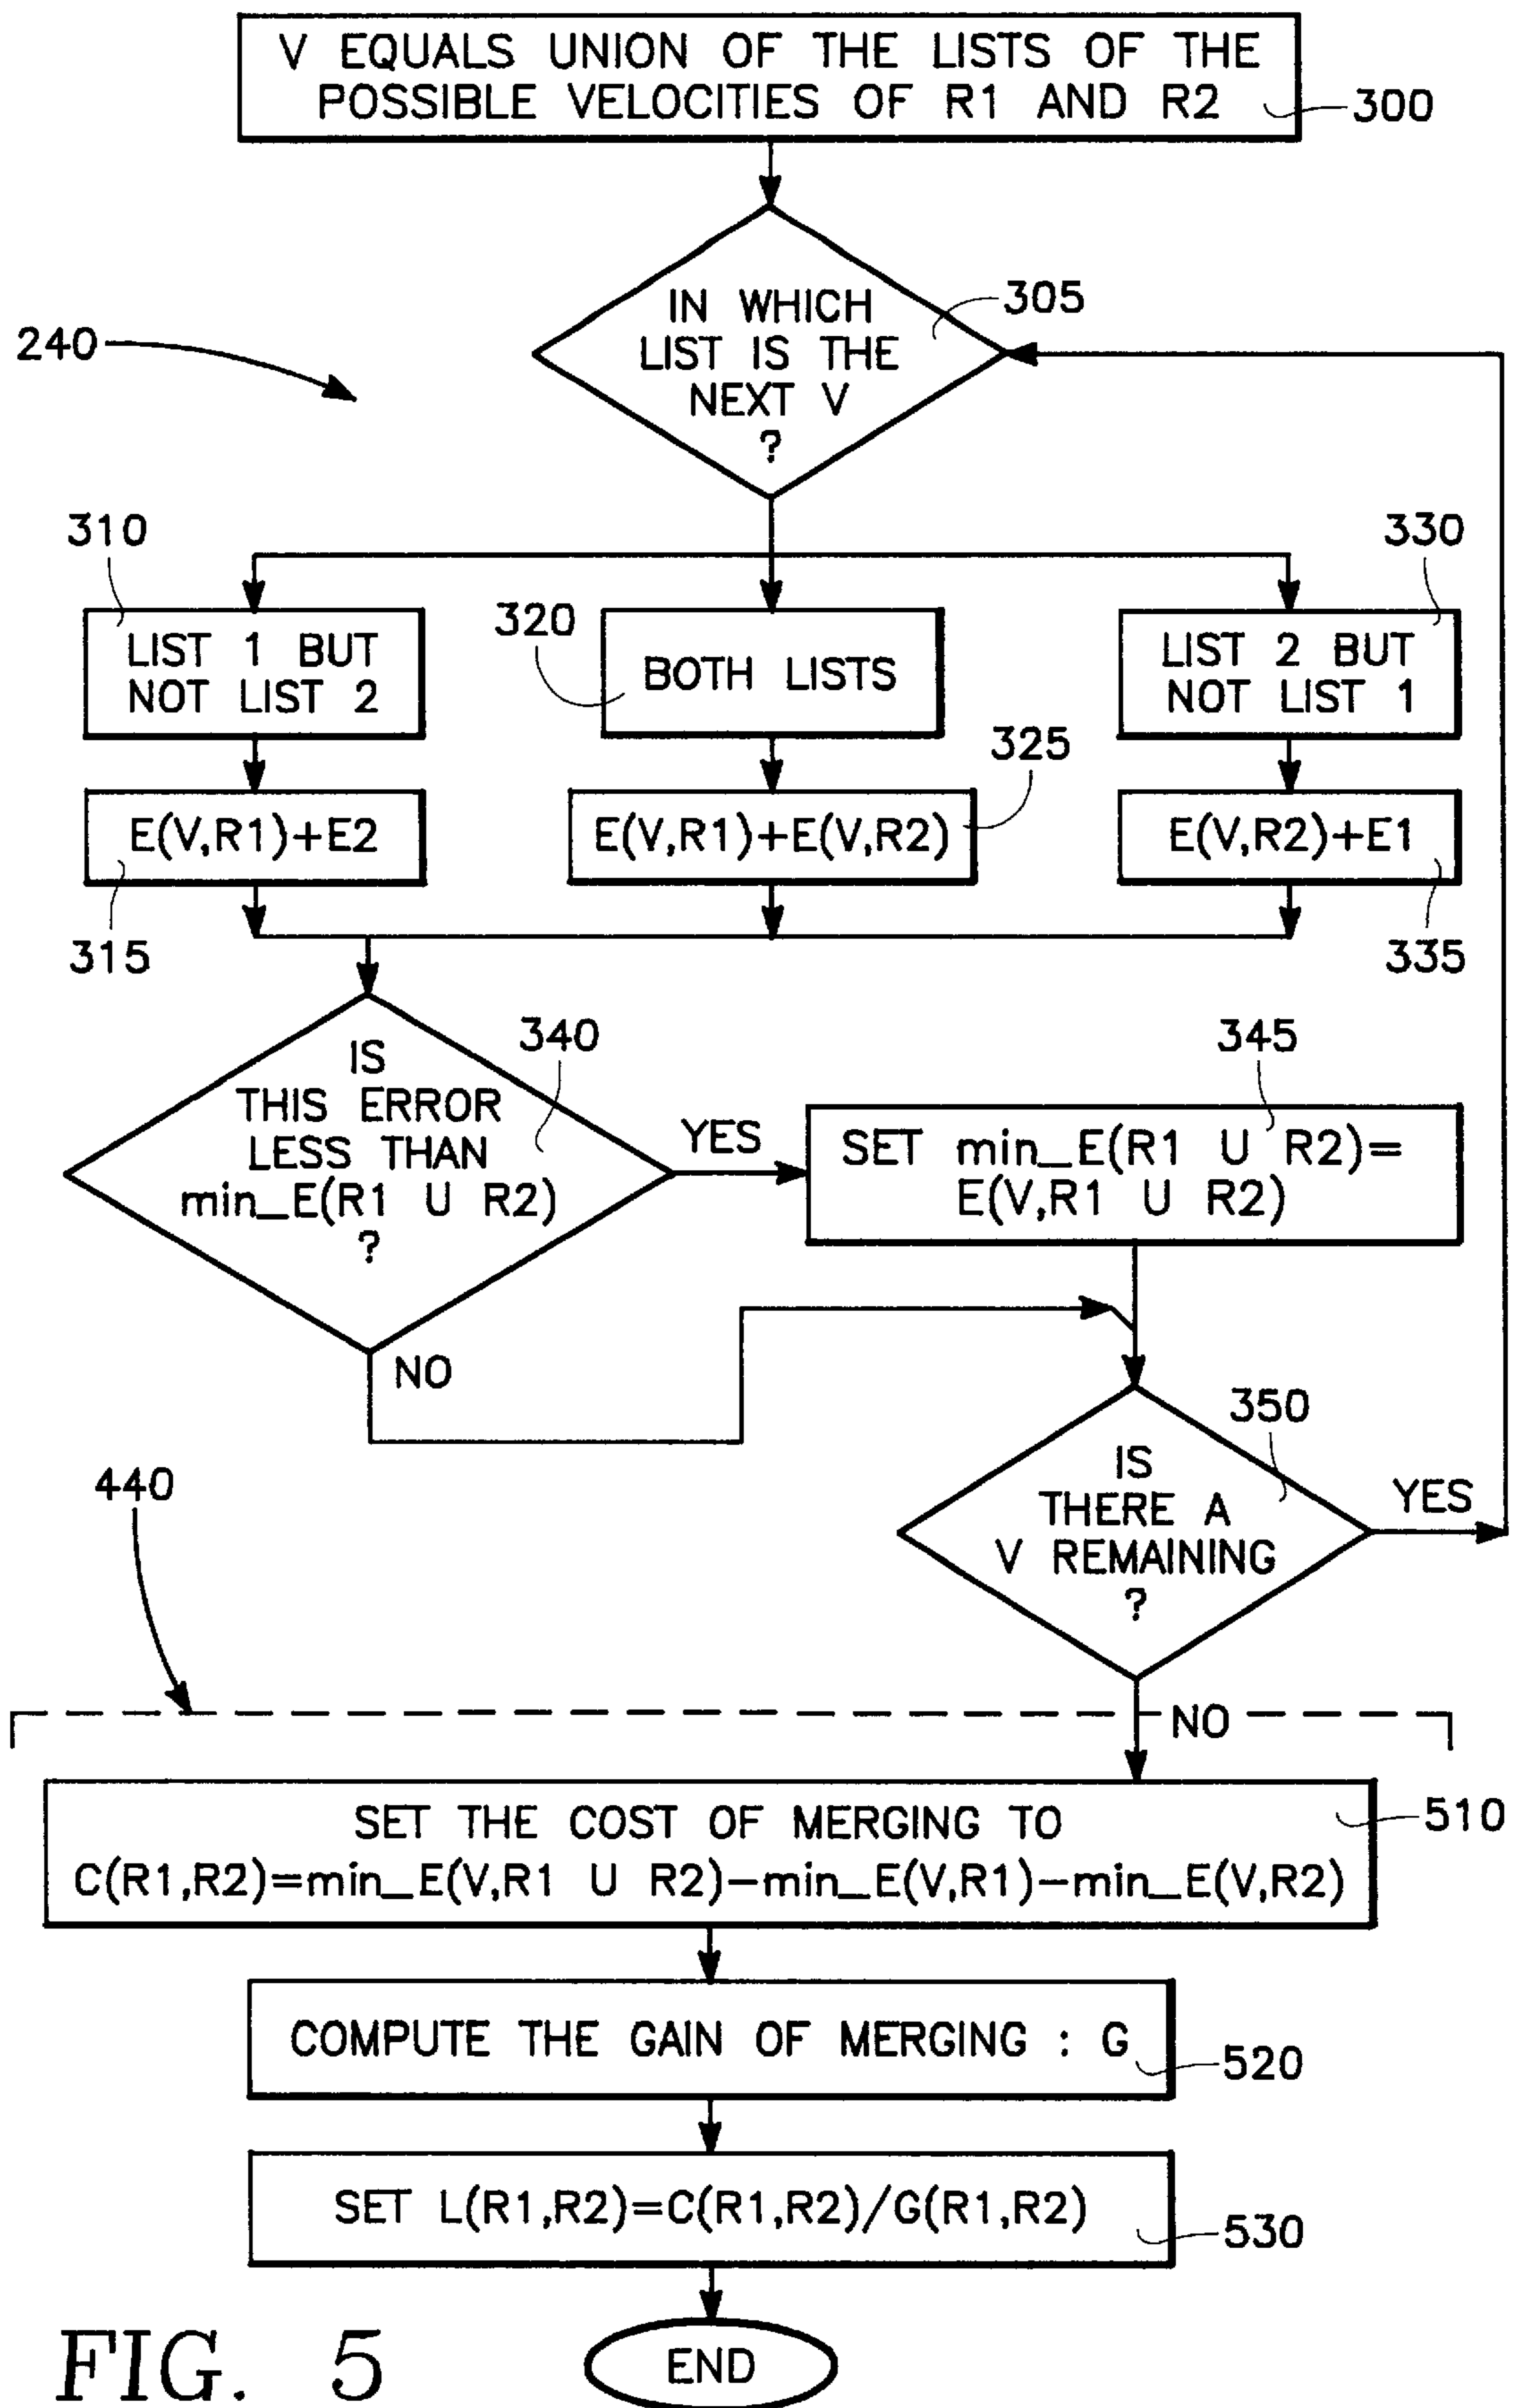 V EQUALS UNION OF THE LISTS OF THE
POSSIBLE VELOCITIES OF R1 AND R2
300
IN WHICH
LIST IS THE
NEXT V
?
305
240
310
320
330
LIST 1 BUT
NOT LIST 2
BOTH LISTS
LIST 2 BUT
NOT LIST 1
325
E(V,R1)+E2
E(V,R1)+E(V,R2)
E(V,R2)+E1
315
335
IS
THIS ERROR
LESS THAN
min_E(R1 U R2)
?
340
YES
NO
345
SET min_E(R1 U R2)=
E(V,R1 U R2)
350
IS
THERE A
V REMAINING
?
YES
440
NO
SET THE COST OF MERGING TO
C(R1,R2)=min_E(V,R1 U R2)−min_E(V,R1)−min_E(V,R2)
510
COMPUTE THE GAIN OF MERGING : G
520
SET L(R1,R2)=C(R1,R2)/G(R1,R2)
530
END
FIG. 5